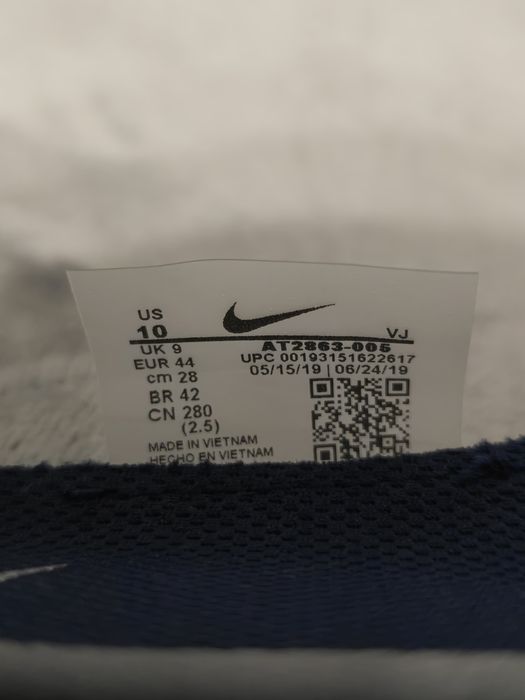 US
10
VJ
UK 9
AT2863-005
EUR 44
UPC 00193151622617
cm 28
05/15/19 | 06/24/19
BR 42
CN 280
(2.5)
MADE IN VIETNAM
HECHO EN VIETNAM